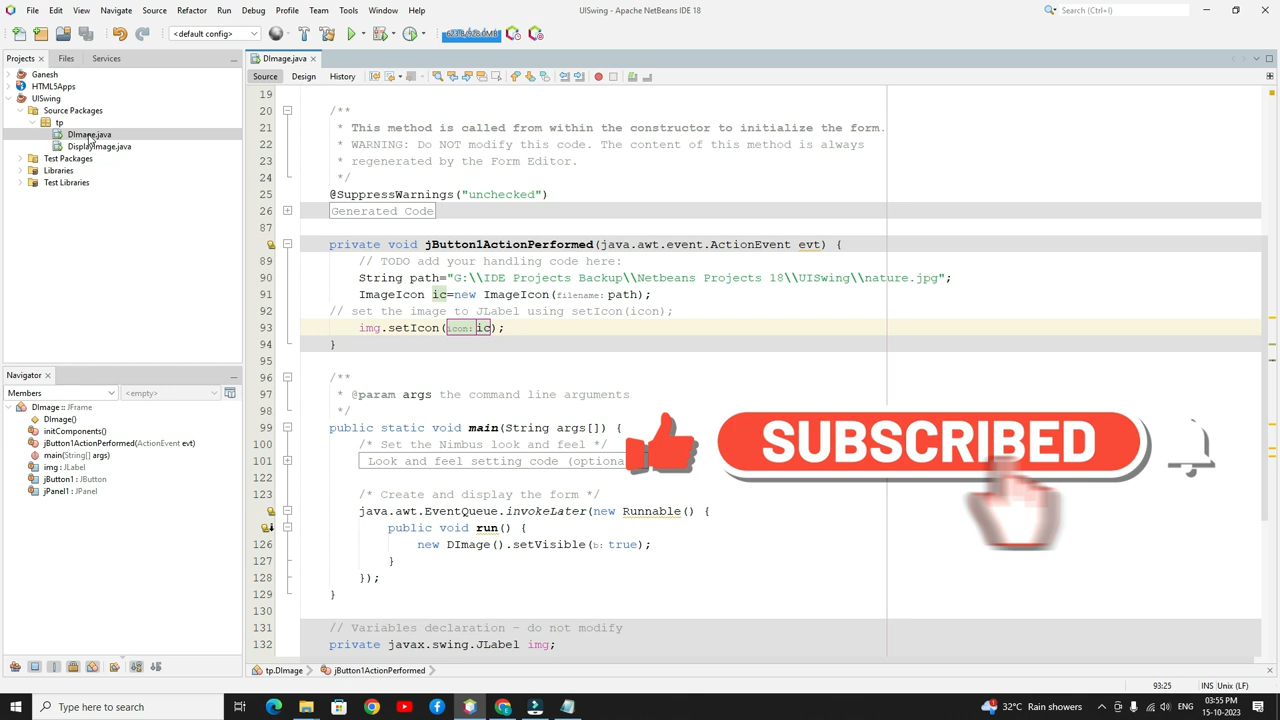 File Edit View Navigate Source Refactor Run Debug Profile Team Tools Window Help
UISwing - Apache NetBeans IDE 18
Search (Ctrl+I)
<default config>
Projects
Files
Services
DImage.java
Source Design History
Ganesh
HTML5Apps
UISwing
Source Packages
tp
DImage.java
DisplayImage.java
Test Packages
Libraries
Test Libraries
Navigator
Members
<empty>
DImage :: JFrame
DImage()
initComponents()
jButton1ActionPerformed(ActionEvent evt)
main(String[] args)
img : JLabel
jButton1 : JButton
jPanel1 : JPanel
19
20 /**
21 * This method is called from within the constructor to initialize the form.
22 * WARNING: Do NOT modify this code. The content of this method is always
23 * regenerated by the Form Editor.
24 */
25 @SuppressWarnings("unchecked")
26 Generated Code
87
private void jButton1ActionPerformed(java.awt.event.ActionEvent evt) {
89 // TODO add your handling code here:
90 String path="G:\\IDE Projects Backup\\Netbeans Projects 18\\UISwing\\nature.jpg";
91 ImageIcon ic=new ImageIcon(filename: path);
92 // set the image to JLabel using setIcon(icon);
93 img.setIcon(icon: ic);
94 }
95
96 /**
97 * @param args the command line arguments
98 */
99 public static void main(String args[]) {
100 /* Set the Nimbus look and feel */
101 Look and feel setting code (optiona
122
123 /* Create and display the form */
java.awt.EventQueue.invokeLater(new Runnable() {
public void run() {
126 new DImage().setVisible(b: true);
127 }
128 });
129 }
130
131 // Variables declaration - do not modify
132 private javax.swing.JLabel img;
SUBSCRIBED
tp.DImage
jButton1ActionPerformed
93:25
INS Unix (LF)
Type here to search
32°C Rain showers
ENG
03:55 PM
15-10-2023